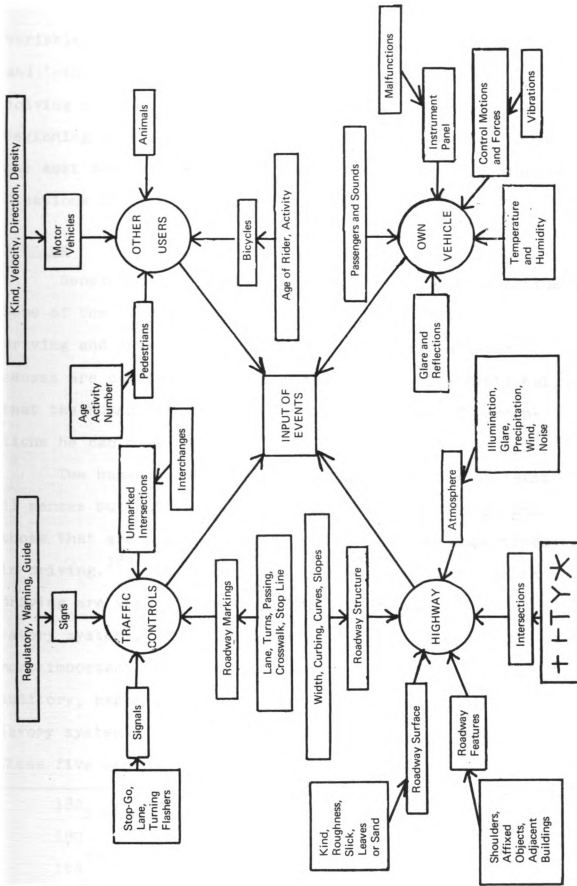 Regulatory, Warning, Guide
Signs
Stop-Go,
Lane,
Turning
Flashers
Signals
TRAFFIC
CONTROLS
Unmarked
Intersections
Interchanges
Roadway Markings
Lane, Turns, Passing,
Crosswalk, Stop Line
Kind, Velocity, Direction, Density
Motor
Vehicles
Age
Activity
Number
Pedestrians
OTHER
USERS
Animals
Bicycles
Age of Rider, Activity
INPUT OF
EVENTS
Width, Curbing, Curves, Slopes
Roadway Structure
Kind,
Roughness,
Slick,
Leaves
or Sand
Roadway Surface
HIGHWAY
Atmosphere
Illumination,
Glare,
Precipitation,
Wind,
Noise
Roadway
Features
Shoulders,
Affixed
Objects,
Adjacent
Buildings
Intersections
Passengers and Sounds
Malfunctions
Instrument
Panel
Glare and
Reflections
OWN
VEHICLE
Control Motions
and Forces
Vibrations
Temperature
and
Humidity